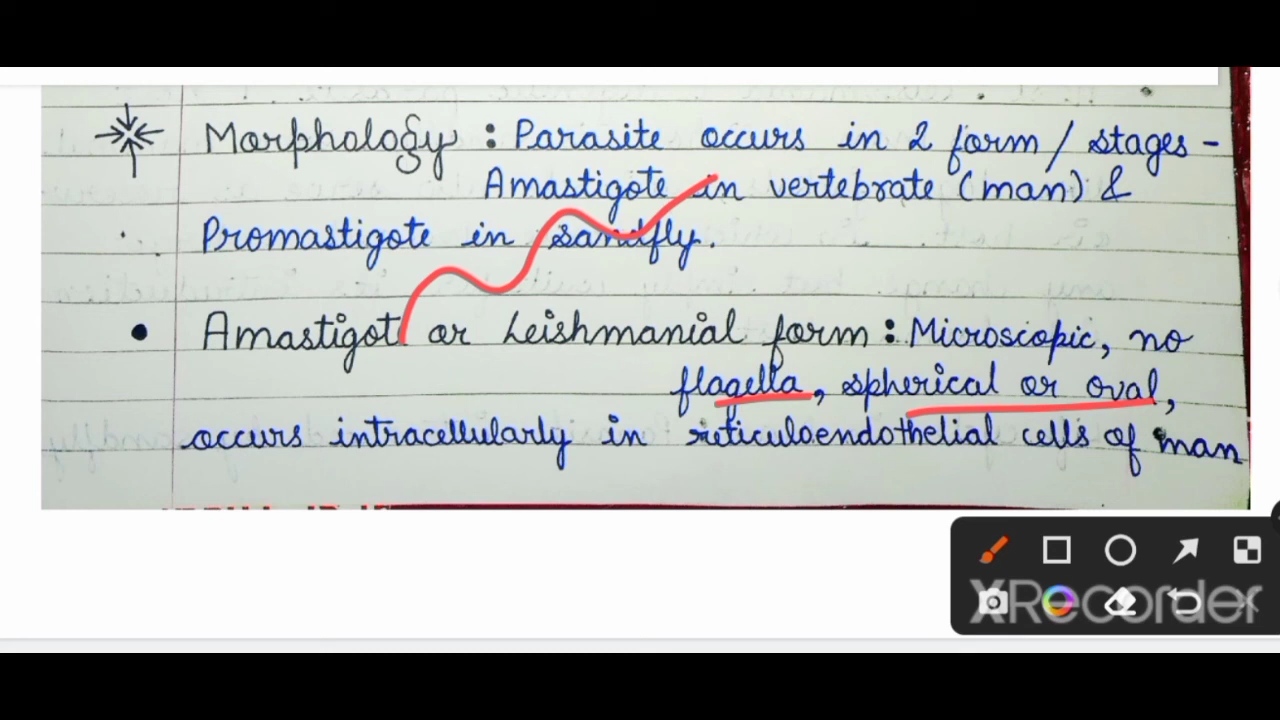 Morphology : Parasite occurs in 2 form / stages -
Amastigote in vertebrate (man) &
Promastigote in sandfly.
• Amastigote or Leishmanial form : Microscopic, no
flagella, spherical or oval,
occurs intracellularly in reticuloendothelial cells of man
XRecorder